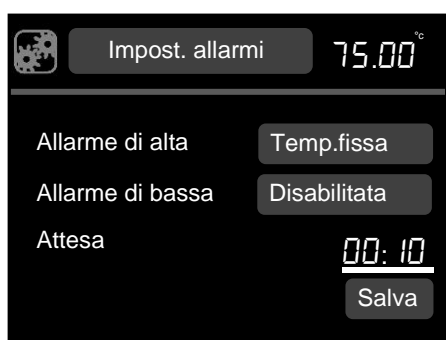 Impost. allarmi 75.00 °c
Allarme di alta Temp.fissa
Allarme di bassa Disabilitata
Attesa 00:10
Salva